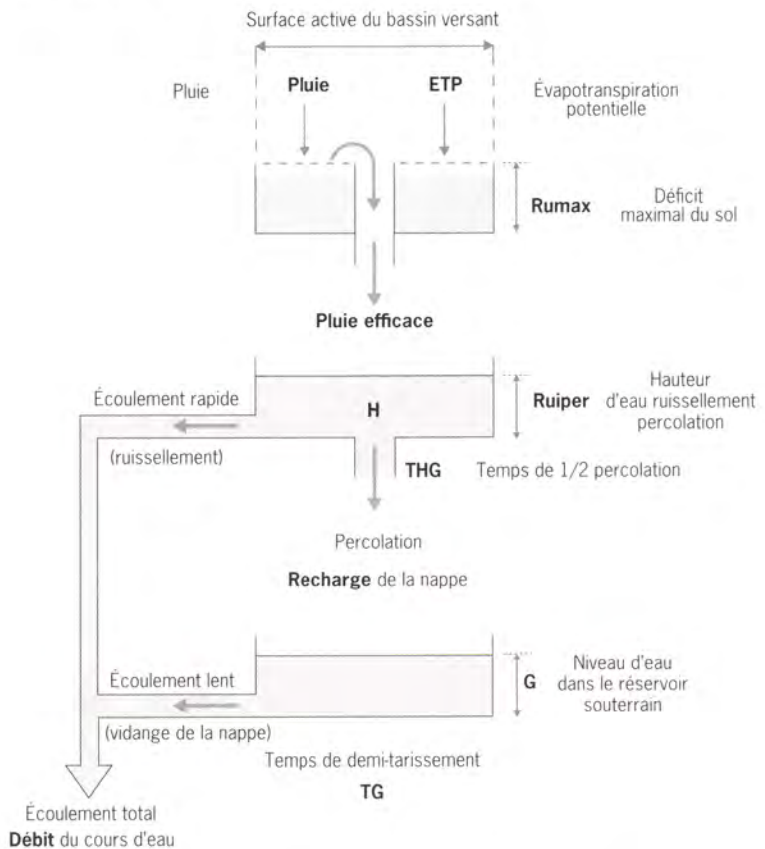 Surface active du bassin versant
Pluie
Pluie
ETP
Évapotranspiration
potentielle
Rumax
Déficit
maximal du sol
Pluie efficace
Écoulement rapide
(ruissellement)
H
Ruiper
Hauteur
d'eau ruissellement
percolation
THG
Temps de 1/2 percolation
Percolation
Recharge de la nappe
Écoulement lent
(vidange de la nappe)
G
Niveau d'eau
dans le réservoir
souterrain
Temps de demi-tarissement
TG
Écoulement total
Débit du cours d'eau